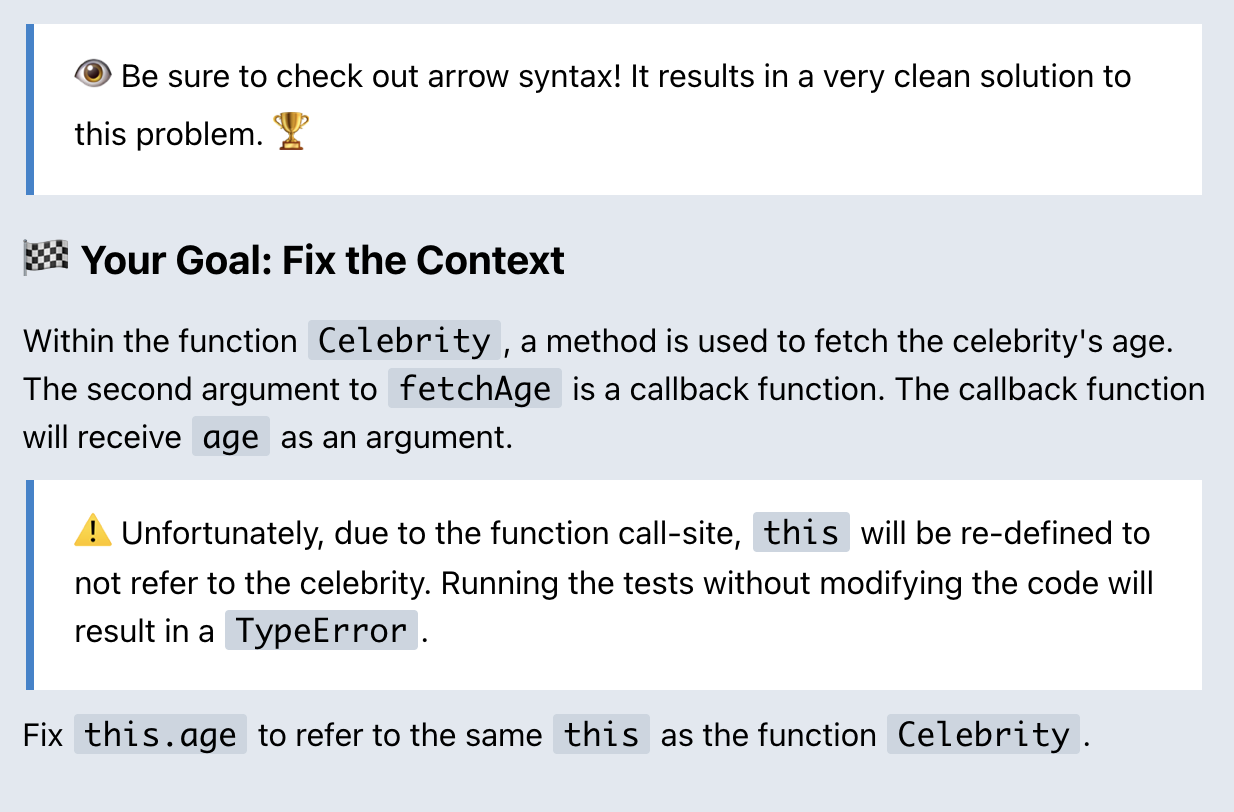 👁️ Be sure to check out arrow syntax! It results in a very clean solution to
this problem. 🏆
🏁 Your Goal: Fix the Context
Within the function Celebrity, a method is used to fetch the celebrity's age.
The second argument to fetchAge is a callback function. The callback function
will receive age as an argument.
⚠️ Unfortunately, due to the function call-site, this will be re-defined to
not refer to the celebrity. Running the tests without modifying the code will
result in a TypeError.
Fix this.age to refer to the same this as the function Celebrity.